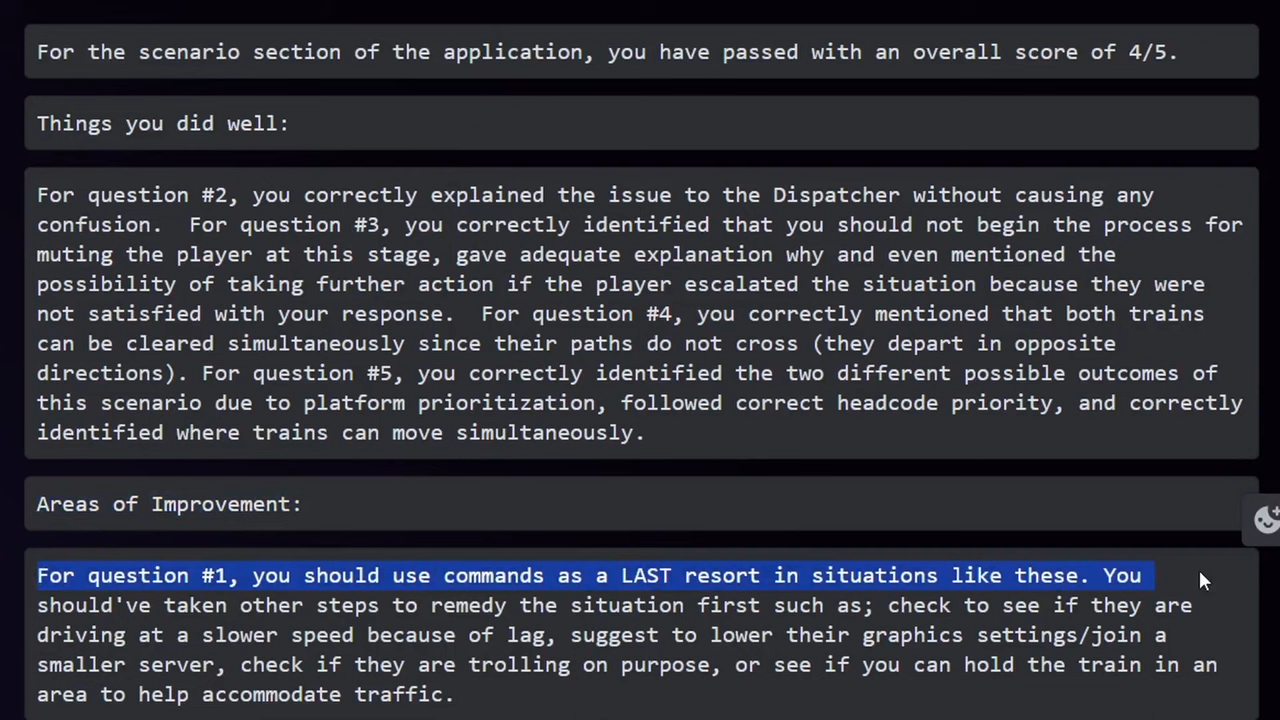 For the scenario section of the application, you have passed with an overall score of 4/5.
Things you did well:
For question #2, you correctly explained the issue to the Dispatcher without causing any
confusion.  For question #3, you correctly identified that you should not begin the process for
muting the player at this stage, gave adequate explanation why and even mentioned the
possibility of taking further action if the player escalated the situation because they were
not satisfied with your response.  For question #4, you correctly mentioned that both trains
can be cleared simultaneously since their paths do not cross (they depart in opposite
directions). For question #5, you correctly identified the two different possible outcomes of
this scenario due to platform prioritization, followed correct headcode priority, and correctly
identified where trains can move simultaneously.
Areas of Improvement:
For question #1, you should use commands as a LAST resort in situations like these. You
should've taken other steps to remedy the situation first such as; check to see if they are
driving at a slower speed because of lag, suggest to lower their graphics settings/join a
smaller server, check if they are trolling on purpose, or see if you can hold the train in an
area to help accommodate traffic.